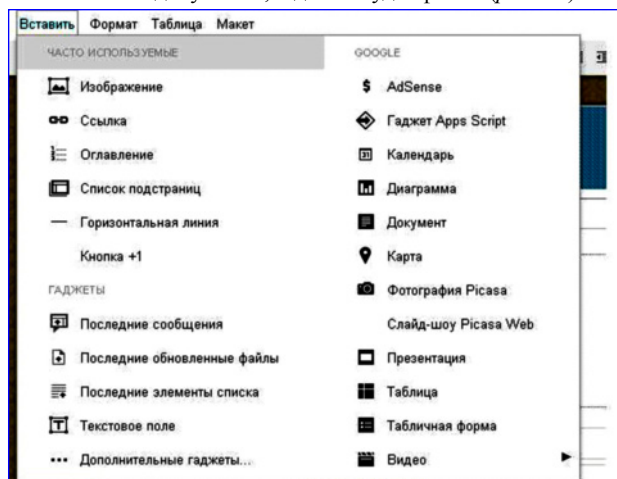 Вставить Формат Таблица Макет
ЧАСТО ИСПОЛЬЗУЕМЫЕ
Изображение
Ссылка
Оглавление
Список подстраниц
Горизонтальная линия
Кнопка +1
ГАДЖЕТЫ
Последние сообщения
Последние обновленные файлы
Последние элементы списка
Текстовое поле
Дополнительные гаджеты...
GOOGLE
AdSense
Гаджет Apps Script
Календарь
Диаграмма
Документ
Карта
Фотография Picasa
Слайд-шоу Picasa Web
Презентация
Таблица
Табличная форма
Видео